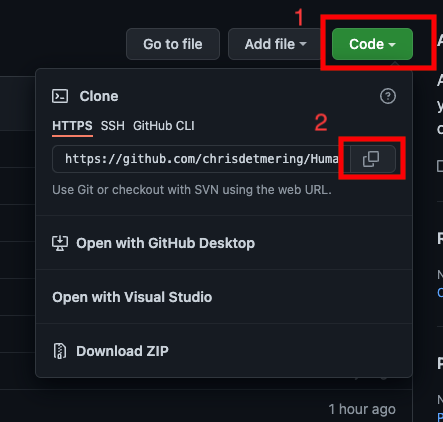 1
Go to file Add file Code
Clone
HTTPS SSH GitHub CLI
2
https://github.com/chrisdetmering/Huma
Use Git or checkout with SVN using the web URL.
Open with GitHub Desktop
Open with Visual Studio
Download ZIP
1 hour ago